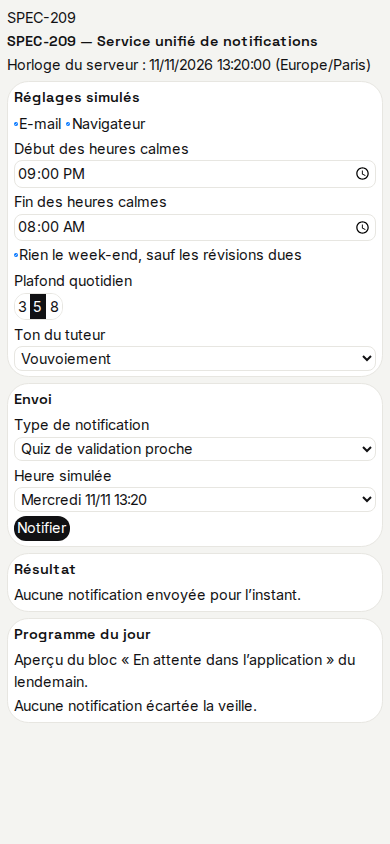 SPEC-209
SPEC-209 — Service unifié de notifications
Horloge du serveur : 11/11/2026 13:20:00 (Europe/Paris)
Réglages simulés
E-mail Navigateur
Début des heures calmes
09:00 PM
Fin des heures calmes
08:00 AM
Rien le week-end, sauf les révisions dues
Plafond quotidien
3 5 8
Ton du tuteur
Vouvoiement
Envoi
Type de notification
Quiz de validation proche
Heure simulée
Mercredi 11/11 13:20
Notifier
Résultat
Aucune notification envoyée pour l’instant.
Programme du jour
Aperçu du bloc « En attente dans l’application » du
lendemain.
Aucune notification écartée la veille.